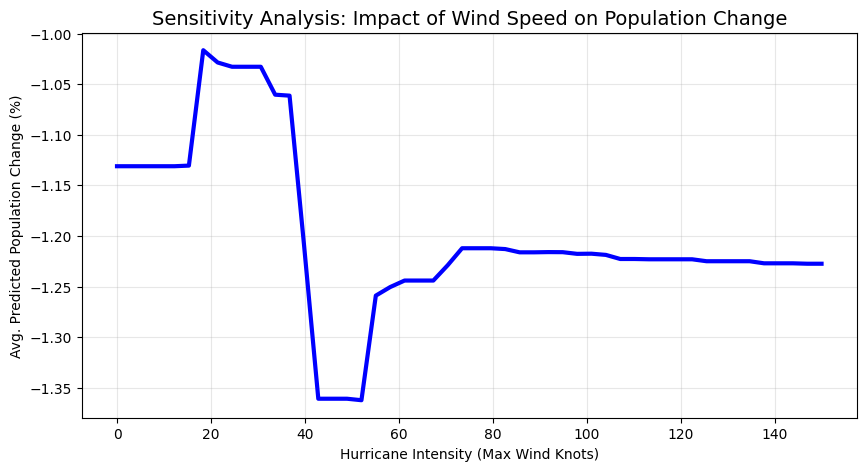 Sensitivity Analysis: Impact of Wind Speed on Population Change
Avg. Predicted Population Change (%)
−1.00
−1.05
−1.10
−1.15
−1.20
−1.25
−1.30
−1.35
0 20 40 60 80 100 120 140
Hurricane Intensity (Max Wind Knots)